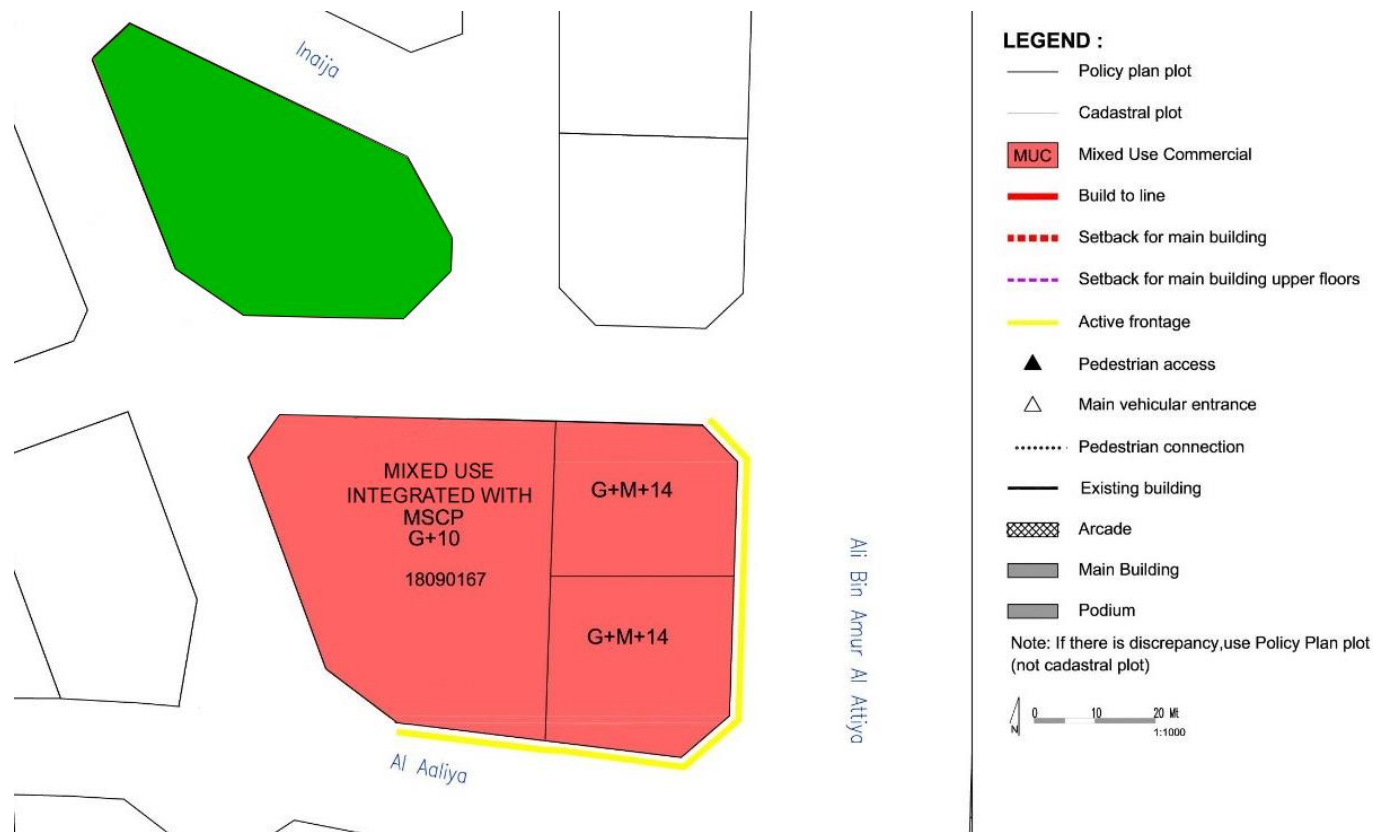 Inaija
MIXED USE
INTEGRATED WITH
MSCP
G+10
18090167
G+M+14
G+M+14
Ali Bin Amur Al Attiya
Al Aaliya
LEGEND :
Policy plan plot
Cadastral plot
MUC Mixed Use Commercial
Build to line
Setback for main building
Setback for main building upper floors
Active frontage
Pedestrian access
Main vehicular entrance
Pedestrian connection
Existing building
Arcade
Main Building
Podium
Note: If there is discrepancy,use Policy Plan plot
(not cadastral plot)
N
0 10 20 Mt
1:1000